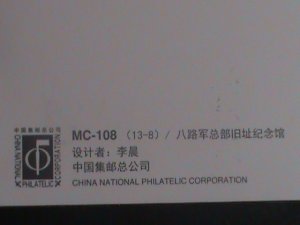 MC-108 (13-8) / 八路军总部旧址纪念馆
设计者：李晨
中国集邮总公司
CHINA NATIONAL PHILATELIC CORPORATION
中国集邮总公司
CHINA NATIONAL
PHILATELIC
CORPORATION